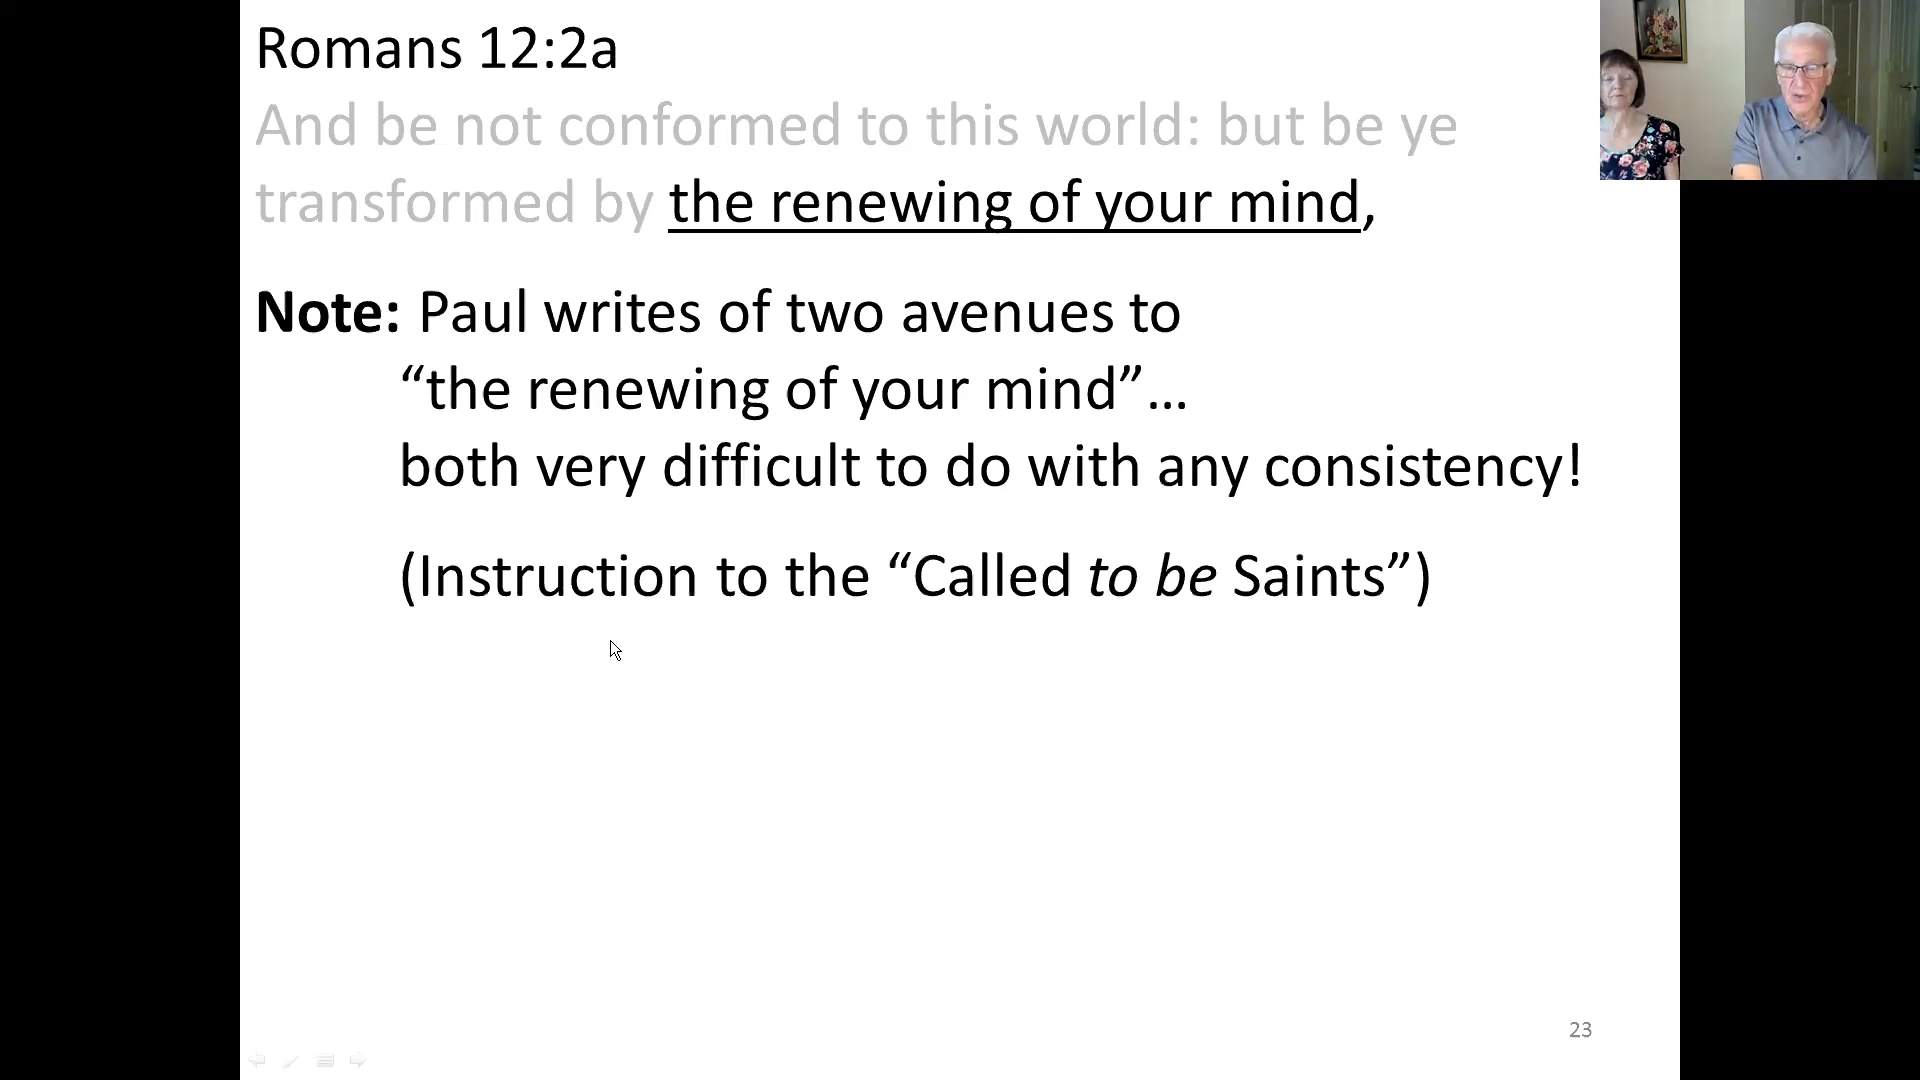 Romans 12:2a
And be not conformed to this world: but be ye
transformed by the renewing of your mind,
Note: Paul writes of two avenues to
“the renewing of your mind”…
both very difficult to do with any consistency!
(Instruction to the “Called to be Saints”)
23